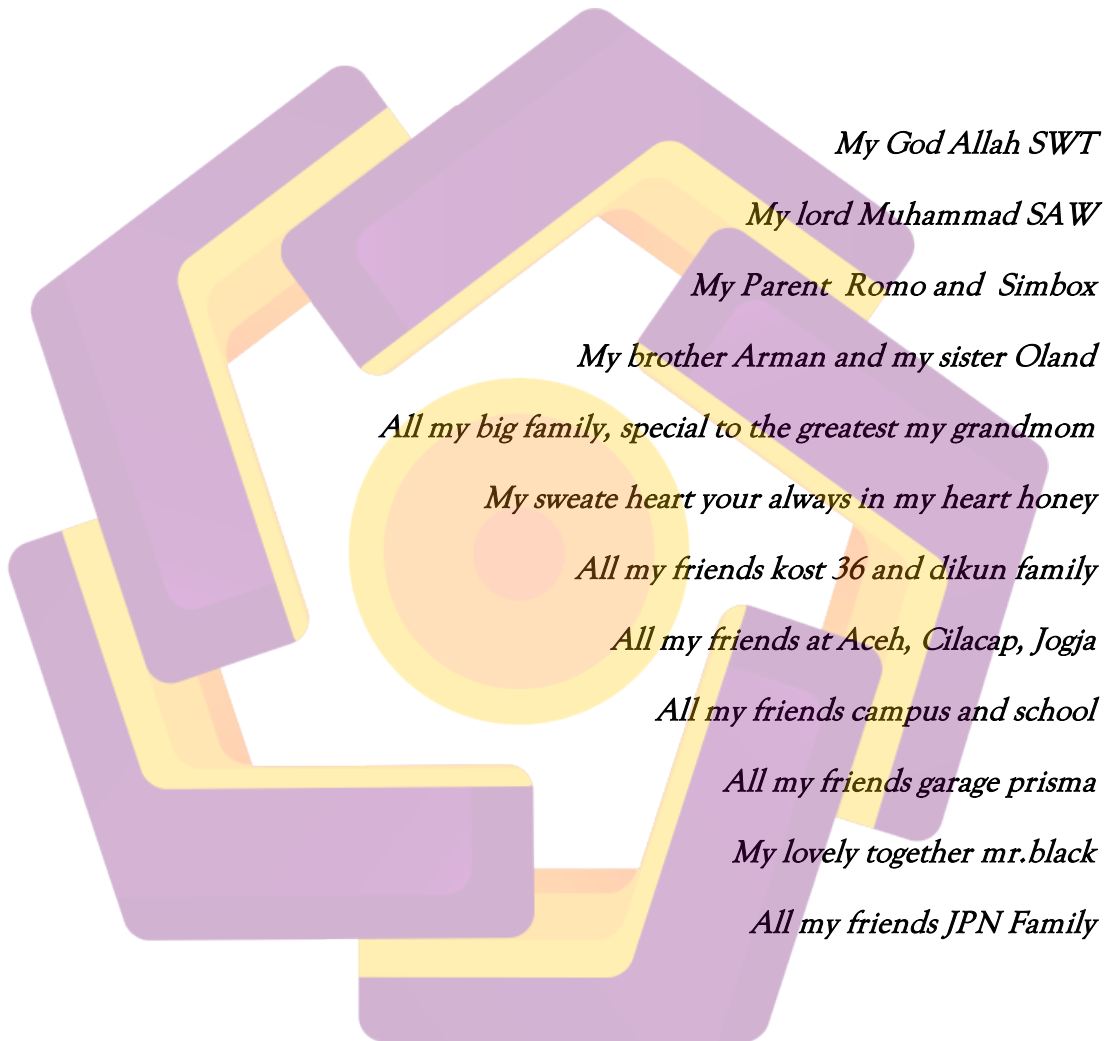 My God Allah SWT
My lord Muhammad SAW
My Parent  Romo and  Simbox
My brother Arman and my sister Oland
All my big family, special to the greatest my grandmom
My sweate heart your always in my heart honey
All my friends kost 36 and dikun family
All my friends at Aceh, Cilacap, Jogja
All my friends campus and school
All my friends garage prisma
My lovely together mr.black
All my friends JPN Family